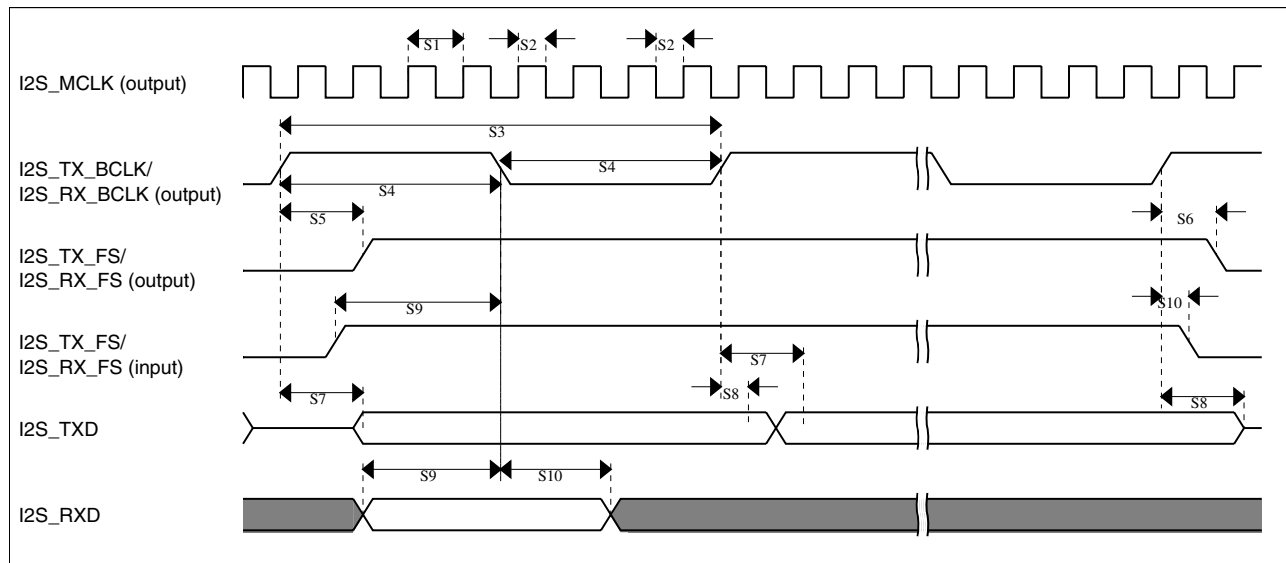 S1
S2
S2
I2S_MCLK (output)
S3
I2S_TX_BCLK/
I2S_RX_BCLK (output)
S4
S4
S5
S6
I2S_TX_FS/
I2S_RX_FS (output)
S9
S10
I2S_TX_FS/
I2S_RX_FS (input)
S7
S7
S8
S8
I2S_TXD
S9
S10
I2S_RXD